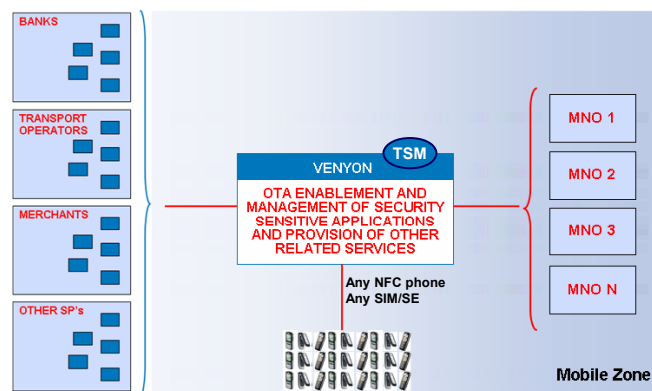 BANKS
TRANSPORT
OPERATORS
MERCHANTS
OTHER SP's
TSM
VENYON
OTA ENABLEMENT AND
MANAGEMENT OF SECURITY
SENSITIVE APPLICATIONS
AND PROVISION OF OTHER
RELATED SERVICES
Any NFC phone
Any SIM/SE
MNO 1
MNO 2
MNO 3
MNO N
Mobile Zone